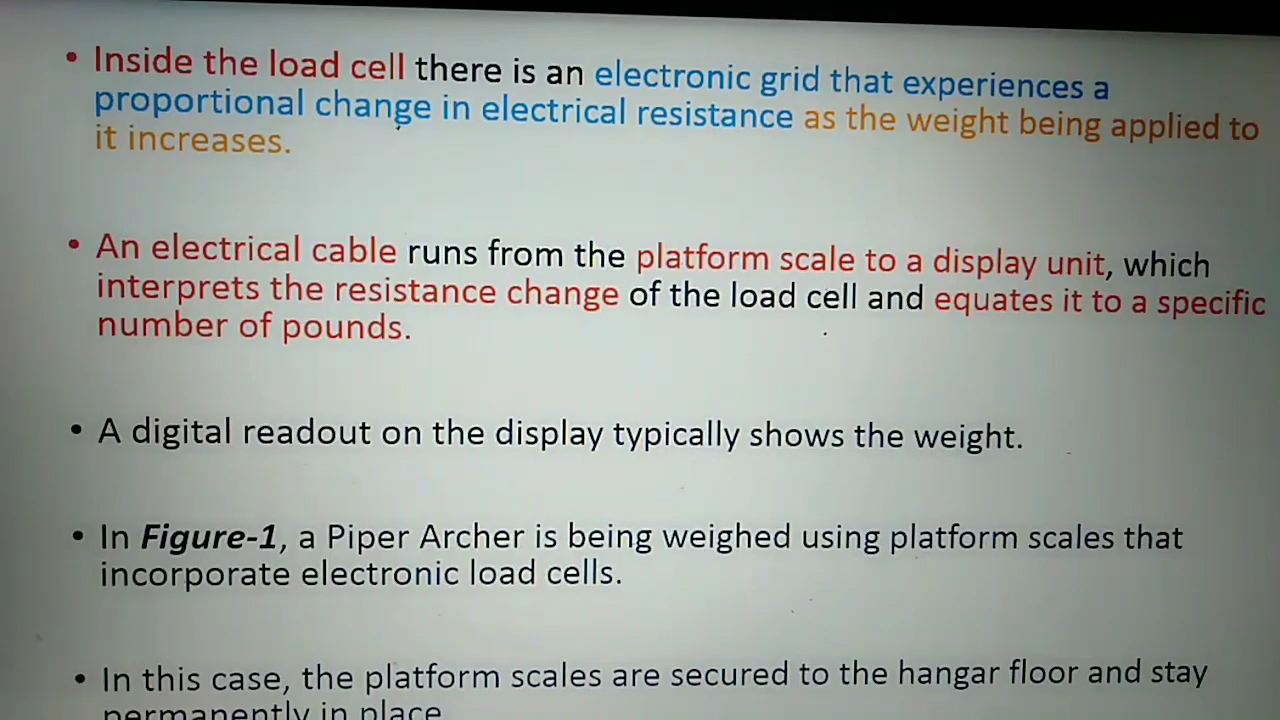 • Inside the load cell there is an electronic grid that experiences a
proportional change in electrical resistance as the weight being applied to
it increases.
• An electrical cable runs from the platform scale to a display unit, which
interprets the resistance change of the load cell and equates it to a specific
number of pounds.
• A digital readout on the display typically shows the weight.
• In Figure-1, a Piper Archer is being weighed using platform scales that
incorporate electronic load cells.
• In this case, the platform scales are secured to the hangar floor and stay
permanently in place